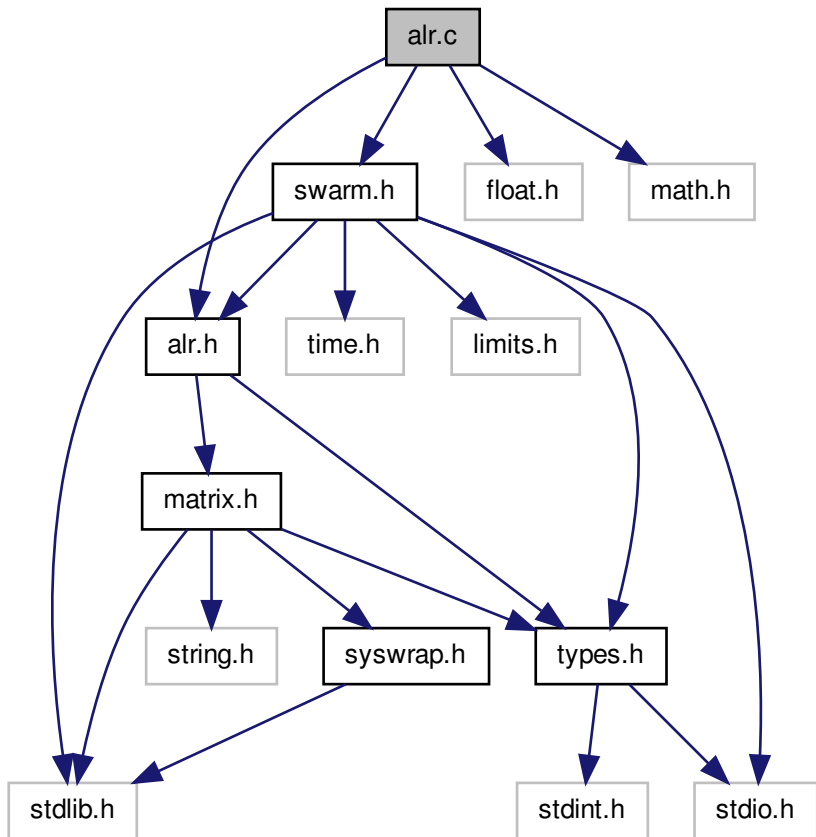 alr.c
swarm.h
float.h
math.h
alr.h
time.h
limits.h
matrix.h
string.h
syswrap.h
types.h
stdlib.h
stdint.h
stdio.h